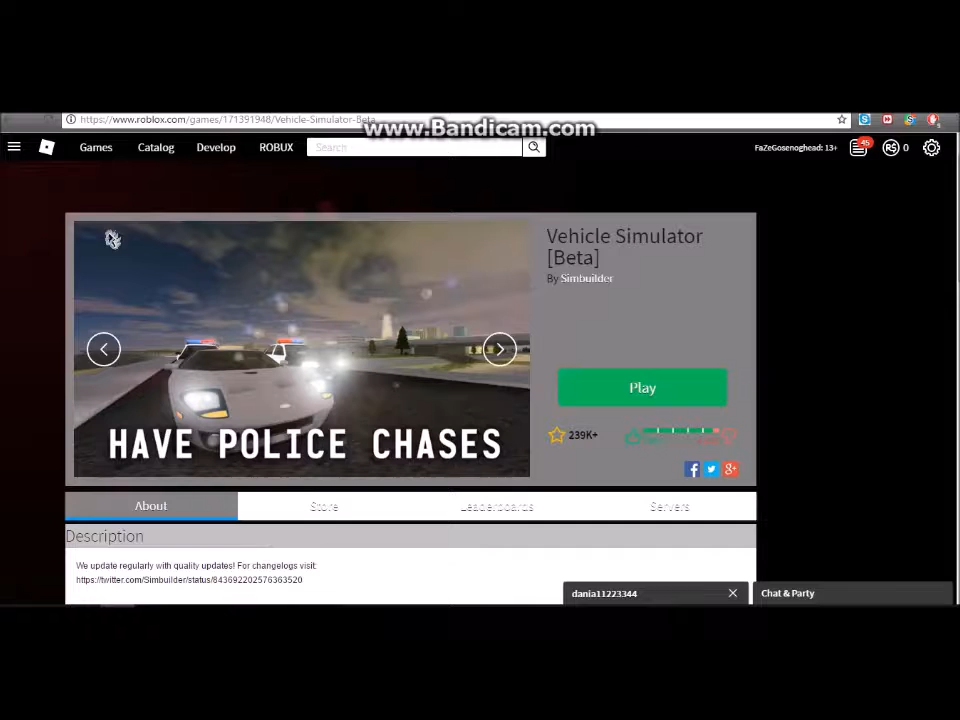 https://www.roblox.com/games/171391948/Vehicle-Simulator-Beta
www.Bandicam.com
Games Catalog Develop ROBUX Search FaZeGosenoghead: 13+ 45 R$ 0
Vehicle Simulator
[Beta]
By Simbuilder
Play
HAVE POLICE CHASES
239K+
About Store Leaderboards Servers
Description
We update regularly with quality updates! For changelogs visit:
https://twitter.com/Simbuilder/status/843692202576363520
dania11223344 Chat & Party